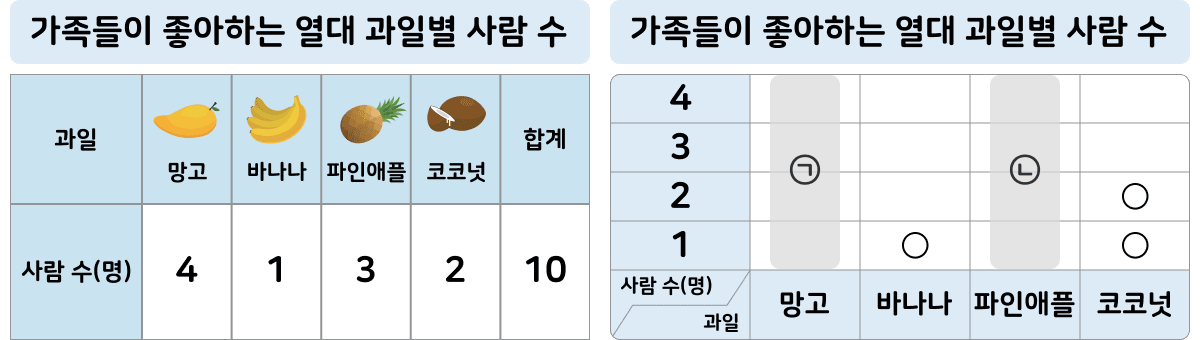 가족들이 좋아하는 열대 과일별 사람 수
과일 망고 바나나 파인애플 코코넛 합계
사람 수(명) 4 1 3 2 10
가족들이 좋아하는 열대 과일별 사람 수
4
3
㉠ ㉡
2 ○
1 ○ ○
사람 수(명)
과일
망고 바나나 파인애플 코코넛